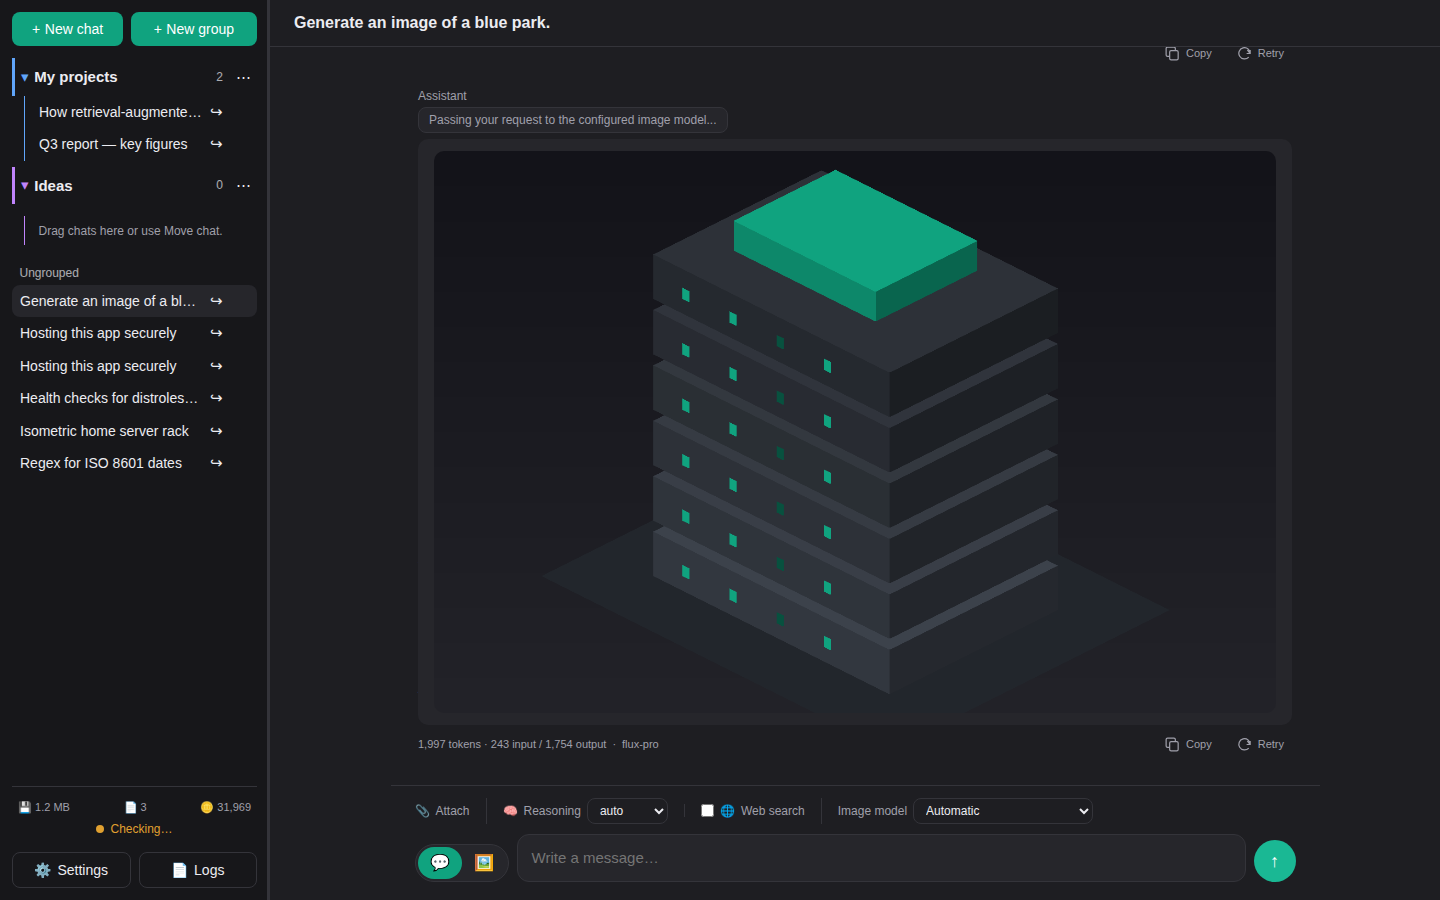 + New chat
+ New group
Generate an image of a blue park.
My projects
2
How retrieval-augmente…
Q3 report — key figures
Ideas
0
Drag chats here or use Move chat.
Ungrouped
Generate an image of a bl…
Hosting this app securely
Hosting this app securely
Health checks for distroles…
Isometric home server rack
Regex for ISO 8601 dates
1.2 MB
3
31,969
Checking…
Settings
Logs
Copy
Retry
Assistant
Passing your request to the configured image model...
1,997 tokens · 243 input / 1,754 output · flux-pro
Copy
Retry
Attach
Reasoning
auto
Web search
Image model
Automatic
Write a message…